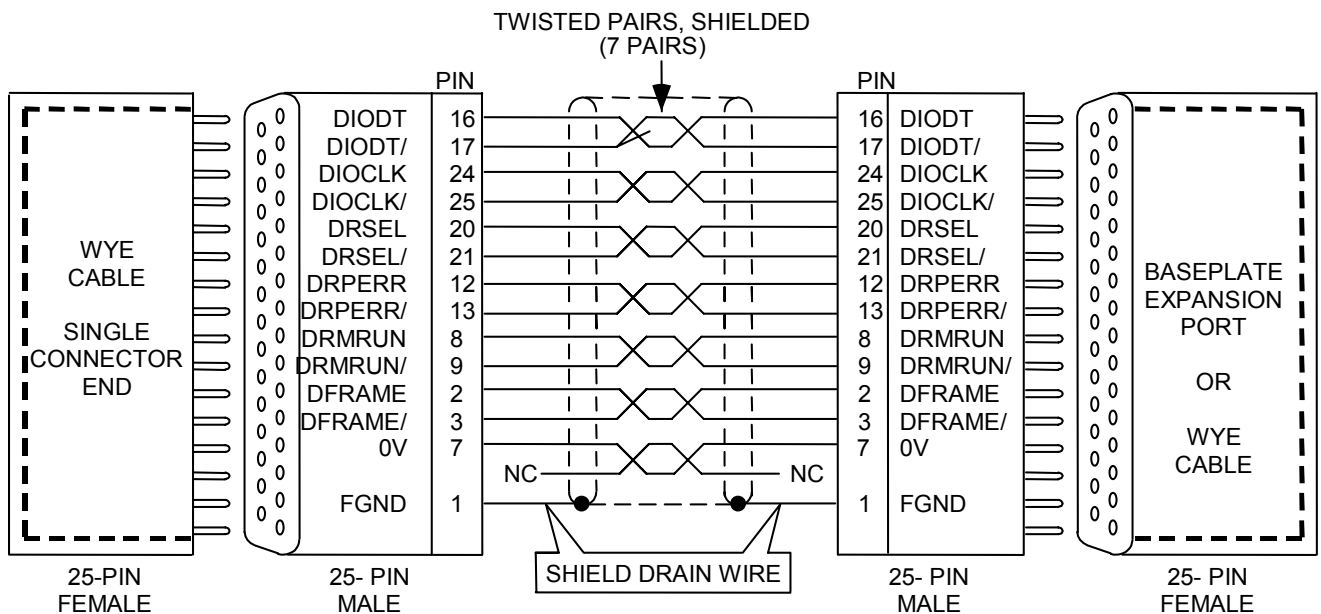 TWISTED PAIRS, SHIELDED
(7 PAIRS)
PIN PIN
DIODT 16 16 DIODT
DIODT/ 17 17 DIODT/
DIOCLK 24 24 DIOCLK
DIOCLK/ 25 25 DIOCLK/
DRSEL 20 20 DRSEL
DRSEL/ 21 21 DRSEL/
DRPERR 12 12 DRPERR
DRPERR/ 13 13 DRPERR/
DRMRUN 8 8 DRMRUN
DRMRUN/ 9 9 DRMRUN/
DFRAME 2 2 DFRAME
DFRAME/ 3 3 DFRAME/
0V 7 7 0V
NC NC
FGND 1 1 FGND
WYE
CABLE
SINGLE
CONNECTOR
END
BASEPLATE
EXPANSION
PORT
OR
WYE
CABLE
SHIELD DRAIN WIRE
25-PIN
FEMALE
25- PIN
MALE
25- PIN
MALE
25- PIN
FEMALE